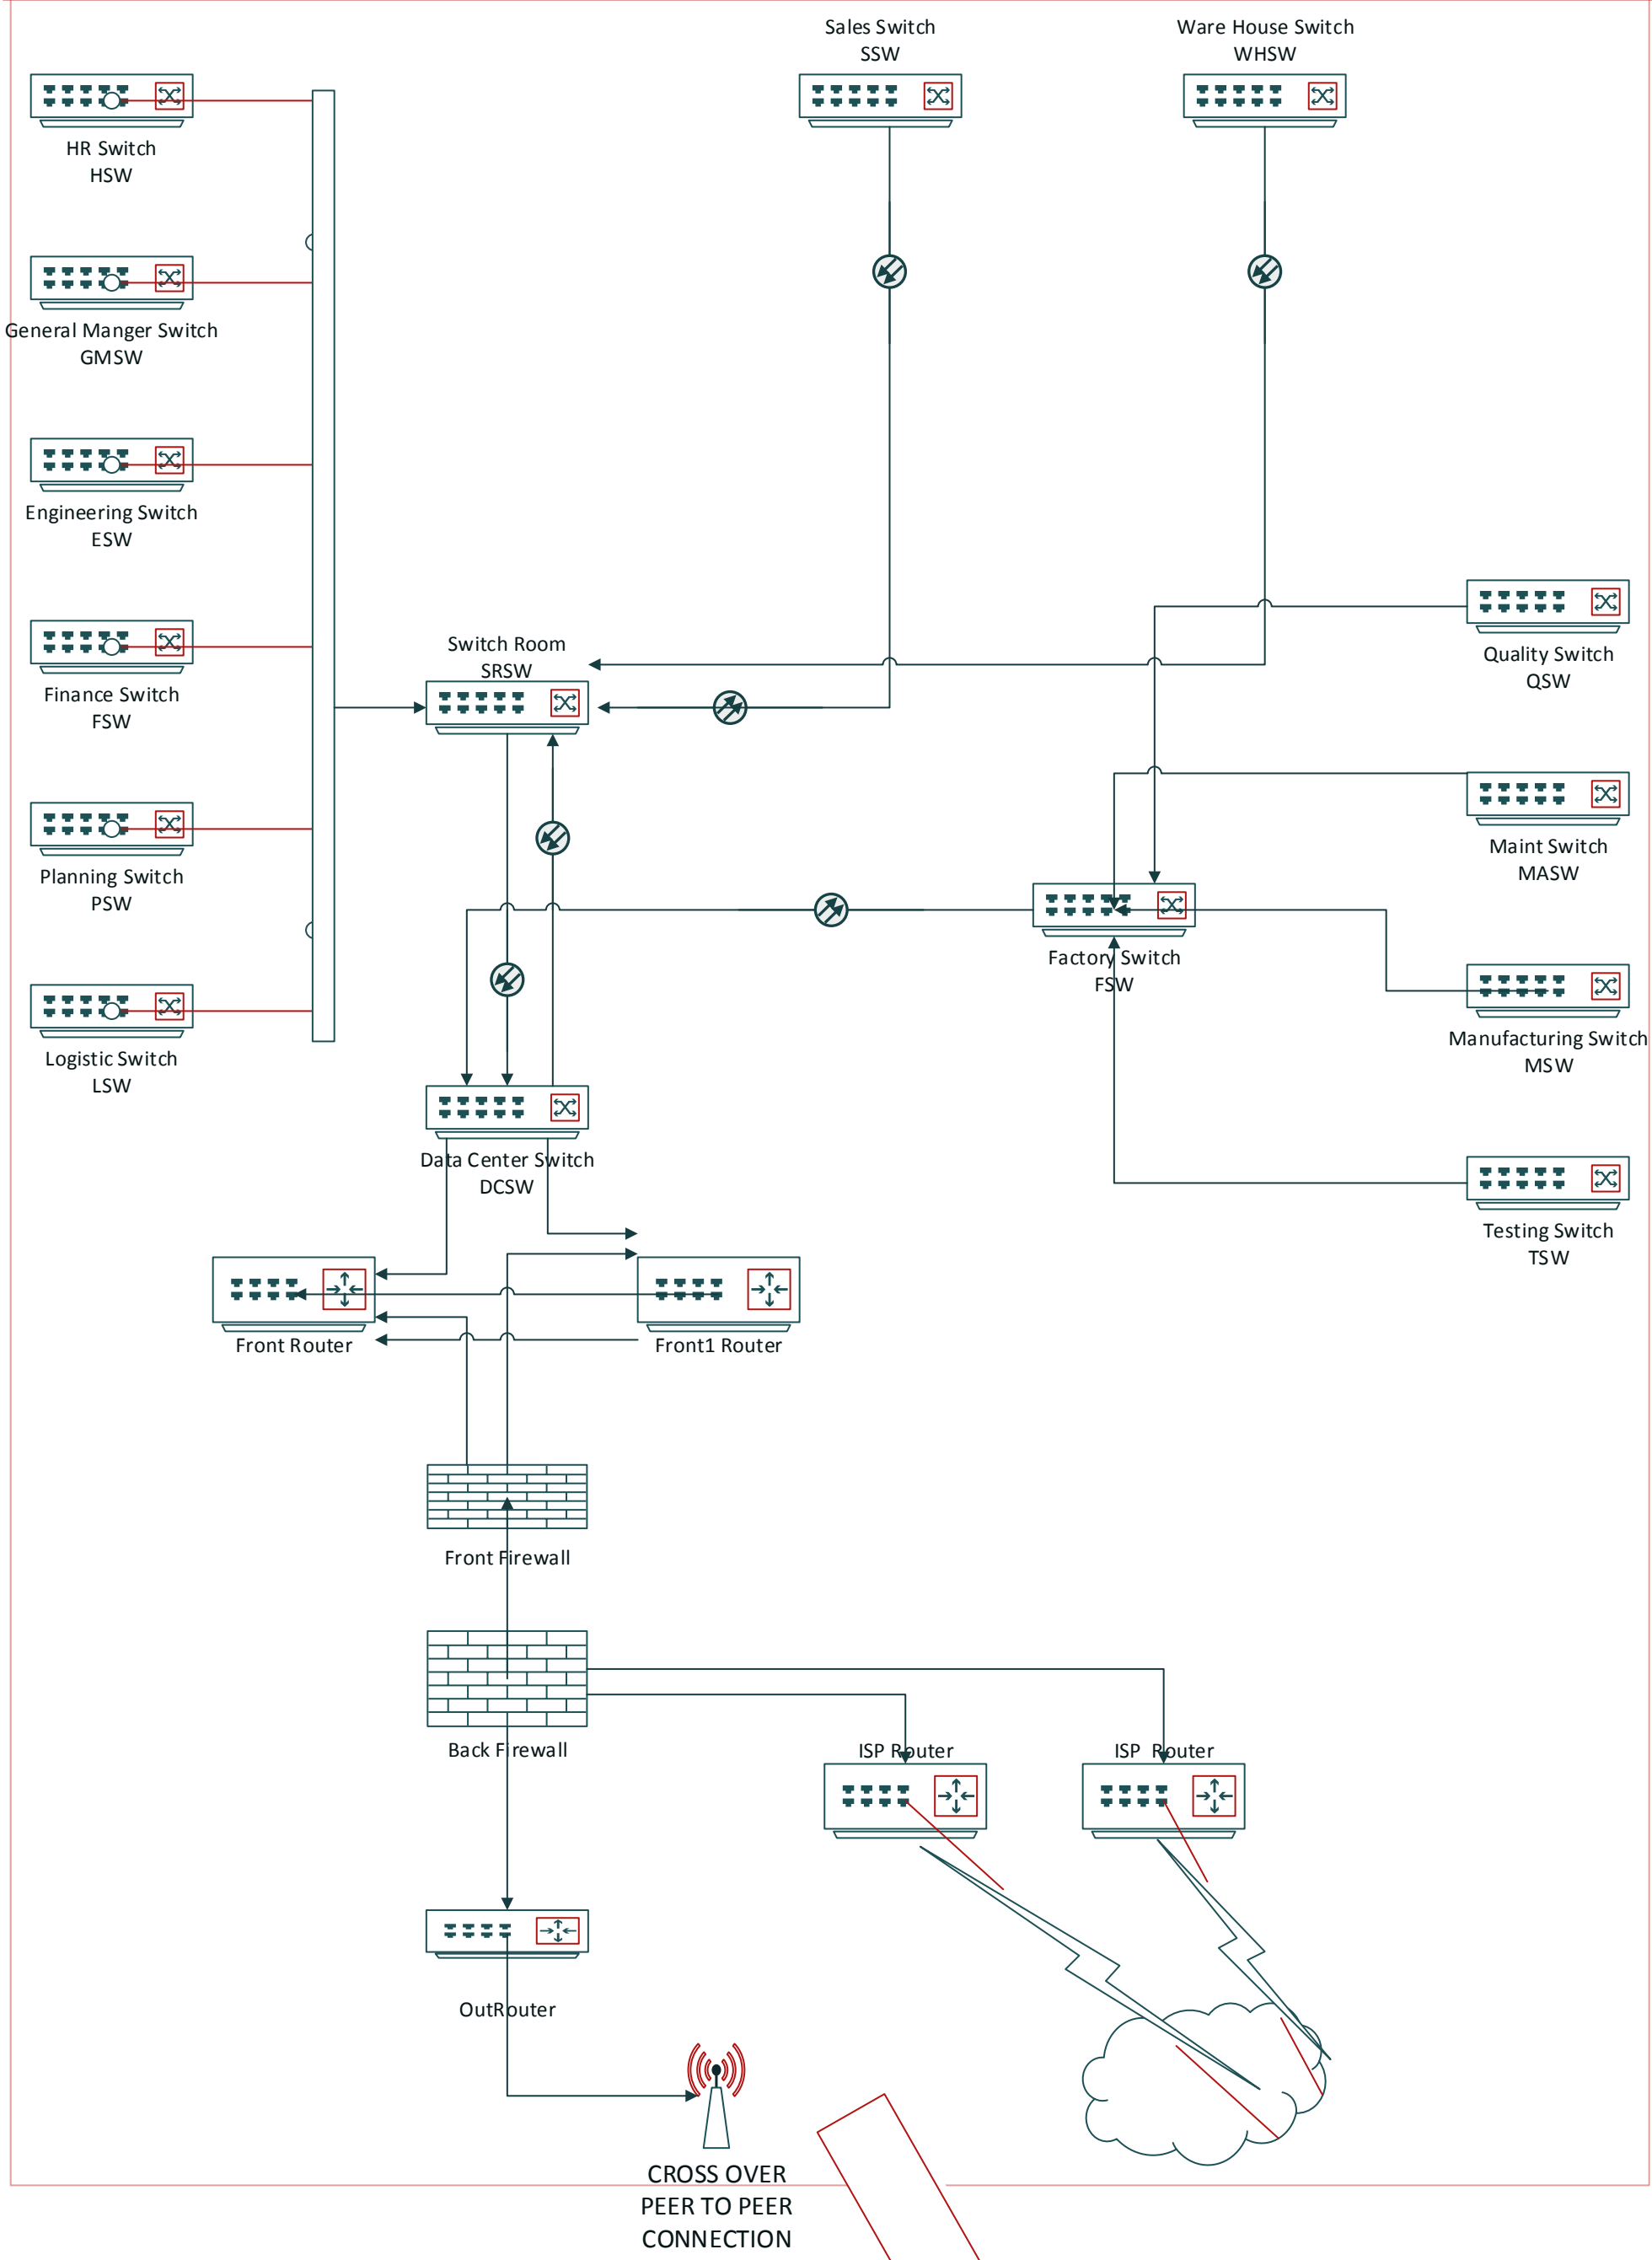 Sales Switch
SSW
Ware House Switch
WHSW
HR Switch
HSW
General Manger Switch
GMSW
Engineering Switch
ESW
Finance Switch
FSW
Planning Switch
PSW
Logistic Switch
LSW
Switch Room
SRSW
Quality Switch
QSW
Maint Switch
MASW
Factory Switch
FSW
Manufacturing Switch
MSW
Testing Switch
TSW
Data Center Switch
DCSW
Front Router
Front1 Router
Front Firewall
Back Firewall
ISP Router
ISP  Router
OutRouter
CROSS OVER
PEER TO PEER
CONNECTION